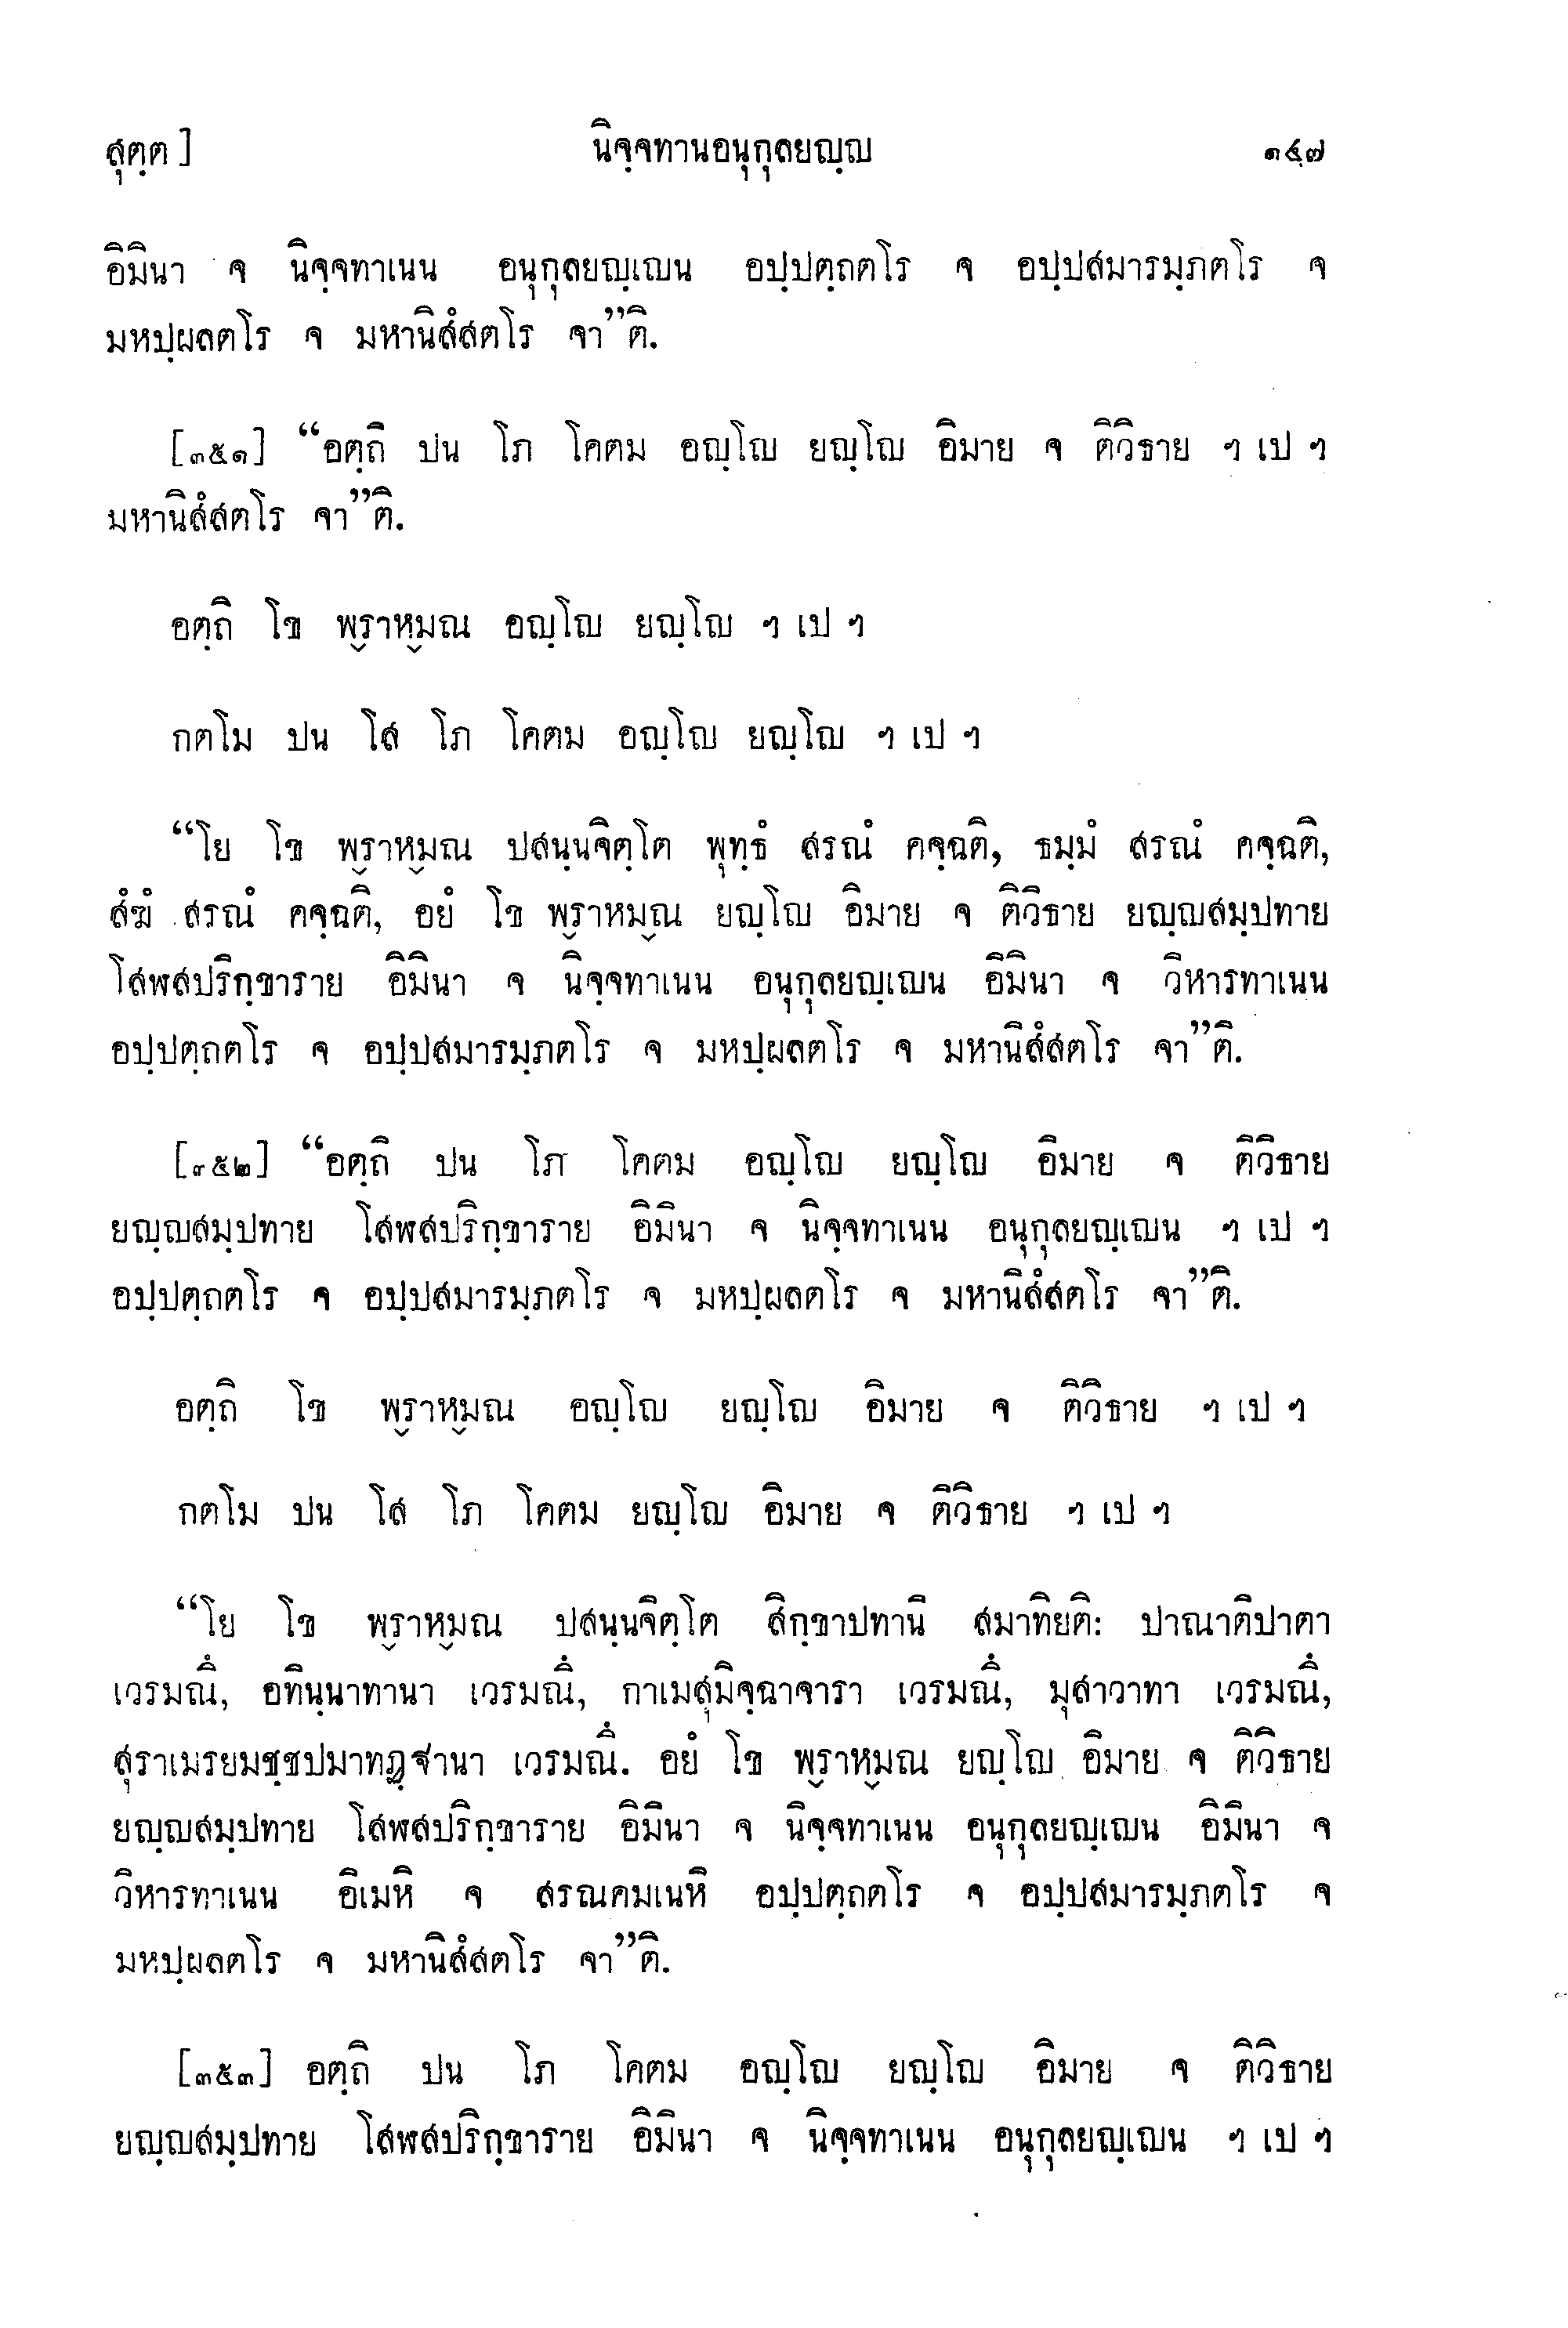 สุตฺต]	นิจฺจทานอนุกุลยญฺญ	๑๔๗
อิมินา จ นิจฺจทาเนน อนุกุลยญฺเญน อปฺปตฺถตโร จ อปฺปสมารมฺภตโร จ
มหปฺผลตโร จ มหานิสํสตโร จา”ติ.
[๓๕๑] “อตฺถิ ปน โภ โคตม อญฺโญ ยญฺโญ อิมาย จ ติวิธาย ฯ เป ฯ
มหานิสํสตโร จา”ติ.
อตฺถิ โข พฺราหฺมณ อญฺโญ ยญฺโญ ฯ เป ฯ
กตโม ปน โส โภ โคตม อญฺโญ ยญฺโญ ฯ เป ฯ
“โย โข พฺราหฺมณ ปสนฺนจิตฺโต พุทฺธํ สรณํ คจฺฉติ, ธมฺมํ สรณํ คจฺฉติ,
สํฆํ สรณํ คจฺฉติ, อยํ โข พฺราหมฺณ ยญฺโญ อิมาย จ ติวิธาย ยญฺญสมฺปทาย
โสฬสปริกฺขาราย อิมินา จ นิจฺจทาเนน อนุกุลยญฺเญน อิมินา จ วิหารทาเนน
อปฺปตฺถตโร จ อปฺปสมารมฺภตโร จ มหปฺผลตโร จ มหานิสํสตโร จา”ติ.
[๓๕๒] “อตฺถิ ปน โภ โคตม อญฺโญ ยญฺโญ อิมาย จ ติวิธาย
ยญฺญสมฺปทาย โสฬสปริกฺขาราย อิมินา จ นิจฺจทาเนน อนุกุลยญฺเญน ฯ เป ฯ
อปฺปตฺถตโร จ อปฺปสมารมฺภตโร จ มหปฺผลตโร จ มหานิสํสตโร จา”ติ.
อตฺถิ โข พฺราหฺมณ อญฺโญ ยญฺโญ อิมาย จ ติวิธาย ฯ เป ฯ
กตโม ปน โส โภ โคตม ยญฺโญ อิมาย จ ติวิธาย ฯ เป ฯ
“โย โข พฺราหฺมณ ปสนฺนจิตฺโต สิกฺขาปทานิ สมาทิยติ: ปาณาติปาตา
เวรมณึ, อทินฺนาทานา เวรมณึ, กาเมสุมิจฺฉาจารา เวรมณึ, มุสาวาทา เวรมณึ,
สุราเมรยมชฺชปมาทฏฺฐานา เวรมณึ. อยํ โข พฺราหฺมณ ยญฺโญ อิมาย จ ติวิธาย
ยญฺญสมฺปทาย โสฬสปริกฺขาราย อิมินา จ นิจฺจทาเนน อนุกุลยญฺเญน อิมินา จ
วิหารทาเนน อิเมหิ จ สรณคมเนหิ อปฺปตฺถตโร จ อปฺปสมารมฺภตโร จ
มหปฺผลตโร จ มหานิสํสตโร จา”ติ.
[๓๕๓] อตฺถิ ปน โภ โคตม อญฺโญ ยญฺโญ อิมาย จ ติวิธาย
ยญฺญสมฺปทาย โสฬสปริกฺขาราย อิมินา จ นิจฺจทาเนน อนุกุลยญฺเญน ฯ เป ฯ